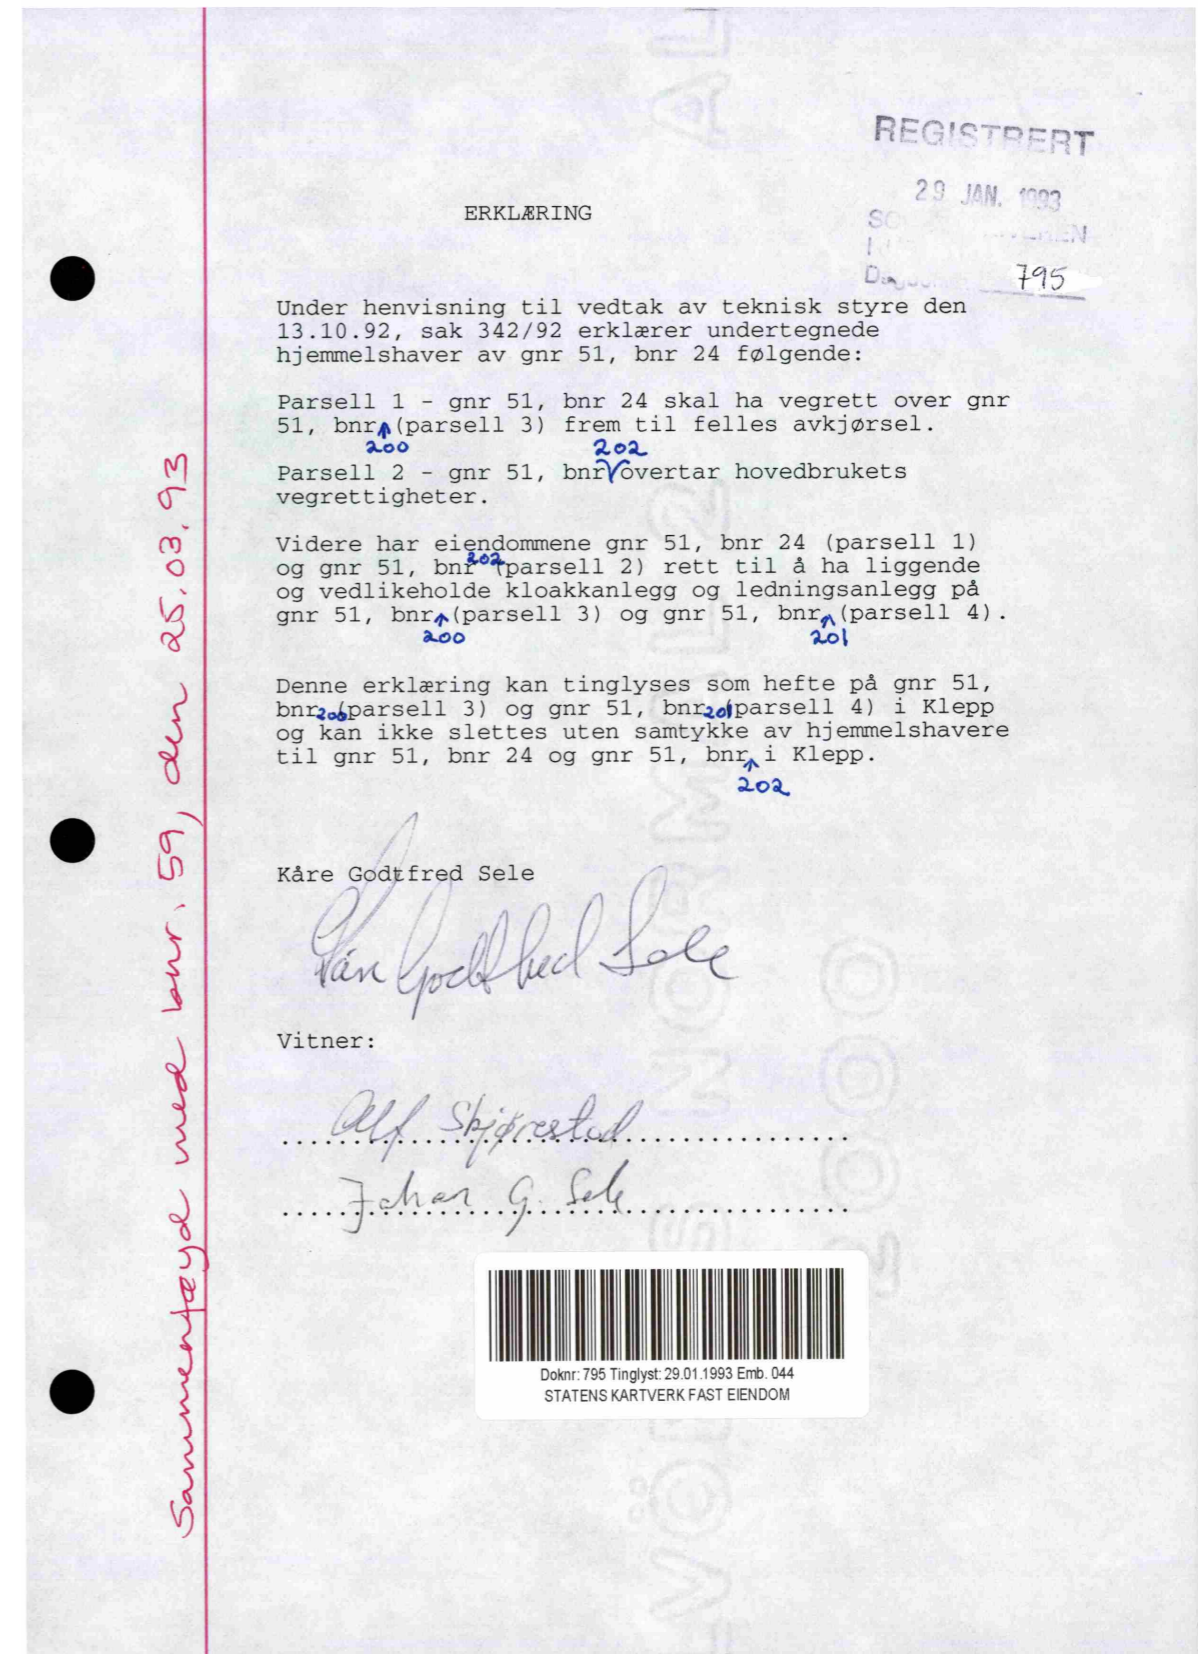 REGISTRERT
29 JAN. 1993
795
ERKLÆRING
Under henvisning til vedtak av teknisk styre den
13.10.92, sak 342/92 erklærer undertegnede
hjemmelshaver av gnr 51, bnr 24 følgende:
Parsell 1 - gnr 51, bnr 24 skal ha vegrett over gnr
51, bnr 200 (parsell 3) frem til felles avkjørsel.
Parsell 2 - gnr 51, bnr 202 overtar hovedbrukets
vegrettigheter.
Videre har eiendommene gnr 51, bnr 24 (parsell 1)
og gnr 51, bnr 202 (parsell 2) rett til å ha liggende
og vedlikeholde kloakkanlegg og ledningsanlegg på
gnr 51, bnr 200 (parsell 3) og gnr 51, bnr 201 (parsell 4).
Denne erklæring kan tinglyses som hefte på gnr 51,
bnr 200 (parsell 3) og gnr 51, bnr 201 (parsell 4) i Klepp
og kan ikke slettes uten samtykke av hjemmelshavere
til gnr 51, bnr 24 og gnr 51, bnr 202 i Klepp.
Kåre Godtfred Sele
Kåre Godtfred Sele
Vitner:
Alf Skjørestad
Johan G. Sele
Doknr: 795 Tinglyst: 29.01.1993 Emb. 044
STATENS KARTVERK FAST EIENDOM
Sammenføyd med bnr. 59, den 25.03.93
NORMAL
2000